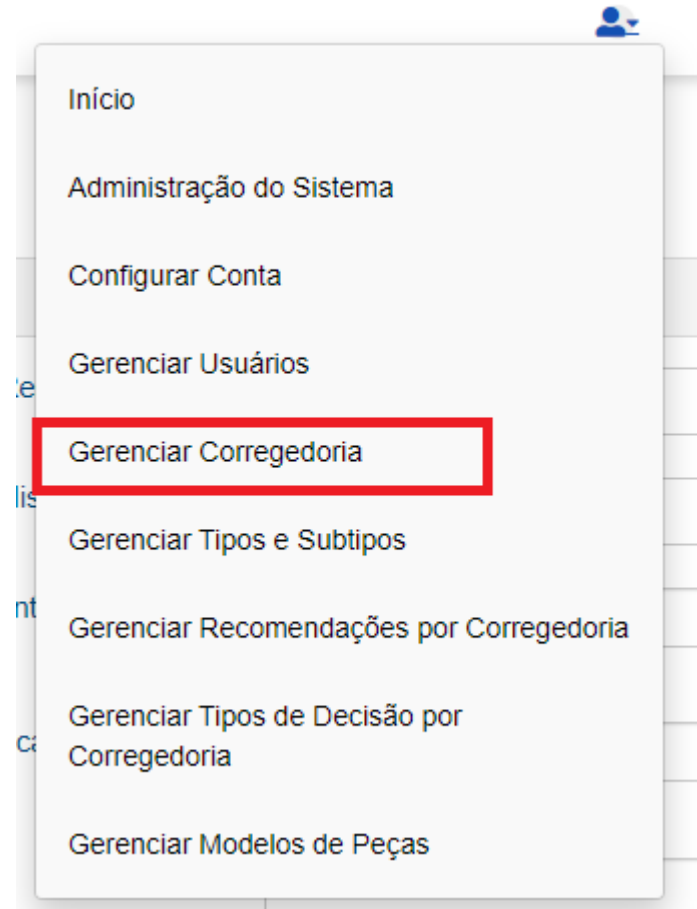 Início
Administração do Sistema
Configurar Conta
Gerenciar Usuários
Gerenciar Corregedoria
Gerenciar Tipos e Subtipos
Gerenciar Recomendações por Corregedoria
Gerenciar Tipos de Decisão por
Corregedoria
Gerenciar Modelos de Peças